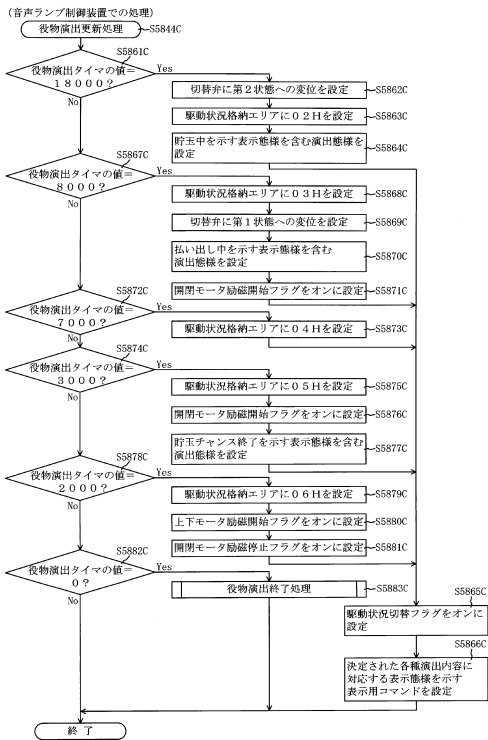 （音声ランプ制御装置での処理）
役物演出更新処理
S5844C
S5861C
役物演出タイマの値＝
１８０００？
Yes
No
切替弁に第２状態への変位を設定
S5862C
駆動状況格納エリアに０２Ｈを設定
S5863C
貯玉中を示す表示態様を含む演出態様を
設定
S5864C
S5867C
役物演出タイマの値＝
８０００？
Yes
No
駆動状況格納エリアに０３Ｈを設定
S5868C
切替弁に第１状態への変位を設定
S5869C
払い出し中を示す表示態様を含む
演出態様を設定
S5870C
開閉モータ励磁開始フラグをオンに設定
S5871C
S5872C
役物演出タイマの値＝
７０００？
Yes
No
駆動状況格納エリアに０４Ｈを設定
S5873C
S5874C
役物演出タイマの値＝
３０００？
Yes
No
駆動状況格納エリアに０５Ｈを設定
S5875C
開閉モータ励磁開始フラグをオンに設定
S5876C
貯玉チャンス終了を示す表示態様を含む
演出態様を設定
S5877C
S5878C
役物演出タイマの値＝
２０００？
Yes
No
駆動状況格納エリアに０６Ｈを設定
S5879C
上下モータ励磁開始フラグをオンに設定
S5880C
開閉モータ励磁停止フラグをオンに設定
S5881C
S5882C
役物演出タイマの値＝
０？
Yes
No
役物演出終了処理
S5883C
S5865C
駆動状況切替フラグをオンに
設定
S5866C
決定された各種演出内容に
対応する表示態様を示す
表示用コマンドを設定
終了